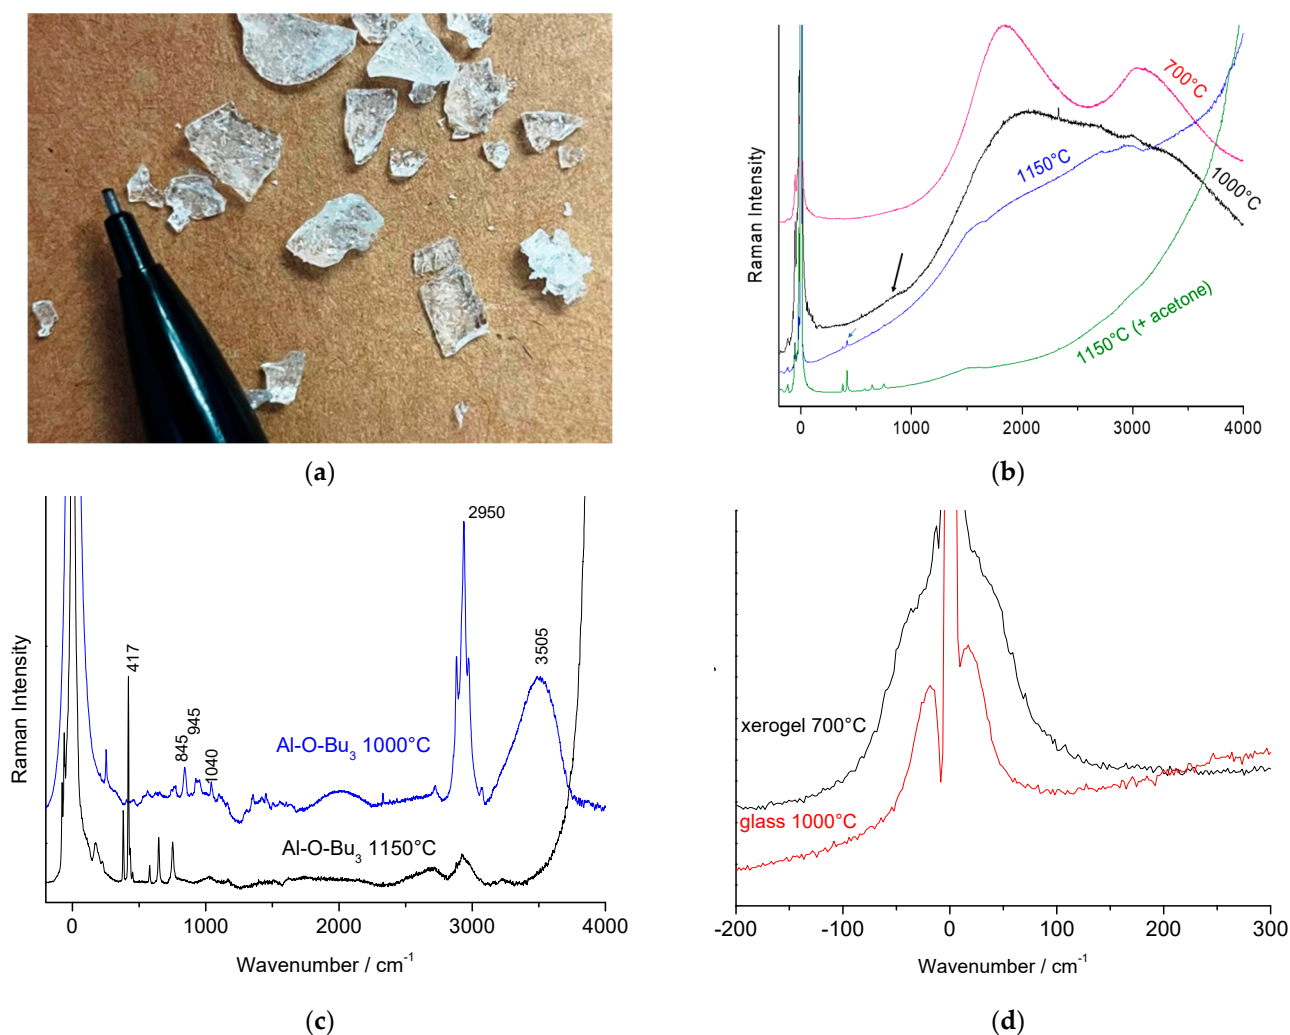 (a)
Raman Intensity
700°C
1150°C
1000°C
1150°C (+ acetone)
0 1000 2000 3000 4000
(b)
Raman Intensity
2950
3505
417
845
945
1040
Al-O-Bu₃ 1000°C
Al-O-Bu₃ 1150°C
0 1000 2000 3000 4000
Wavenumber / cm⁻¹
(c)
xerogel 700°C
glass 1000°C
-200 -100 0 100 200 300
Wavenumber / cm⁻¹
(d)